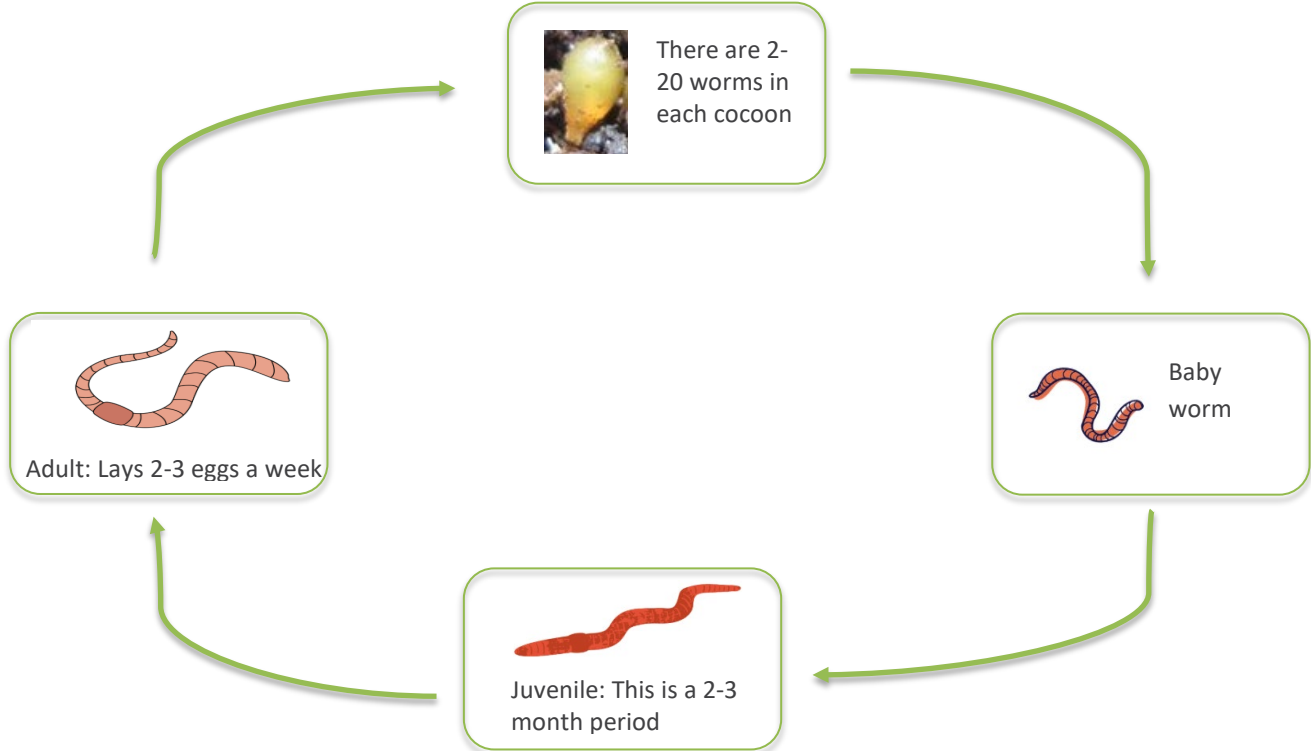 There are 2-
20 worms in
each cocoon
Baby
worm
Juvenile: This is a 2-3
month period
Adult: Lays 2-3 eggs a week